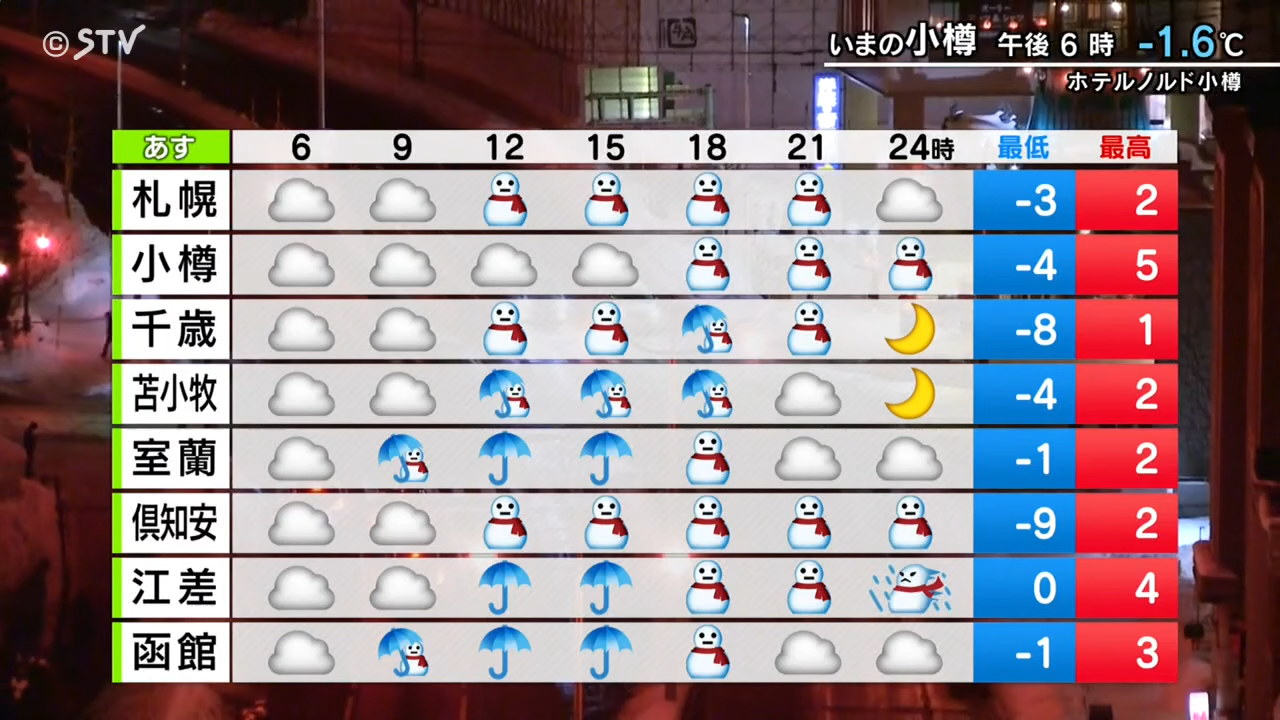 © STV
いまの小樽 午後6時 -1.6℃
ホテルノルド小樽
あす 6 9 12 15 18 21 24時 最低 最高
札幌 -3 2
小樽 -4 5
千歳 -8 1
苫小牧 -4 2
室蘭 -1 2
倶知安 -9 2
江差 0 4
函館 -1 3